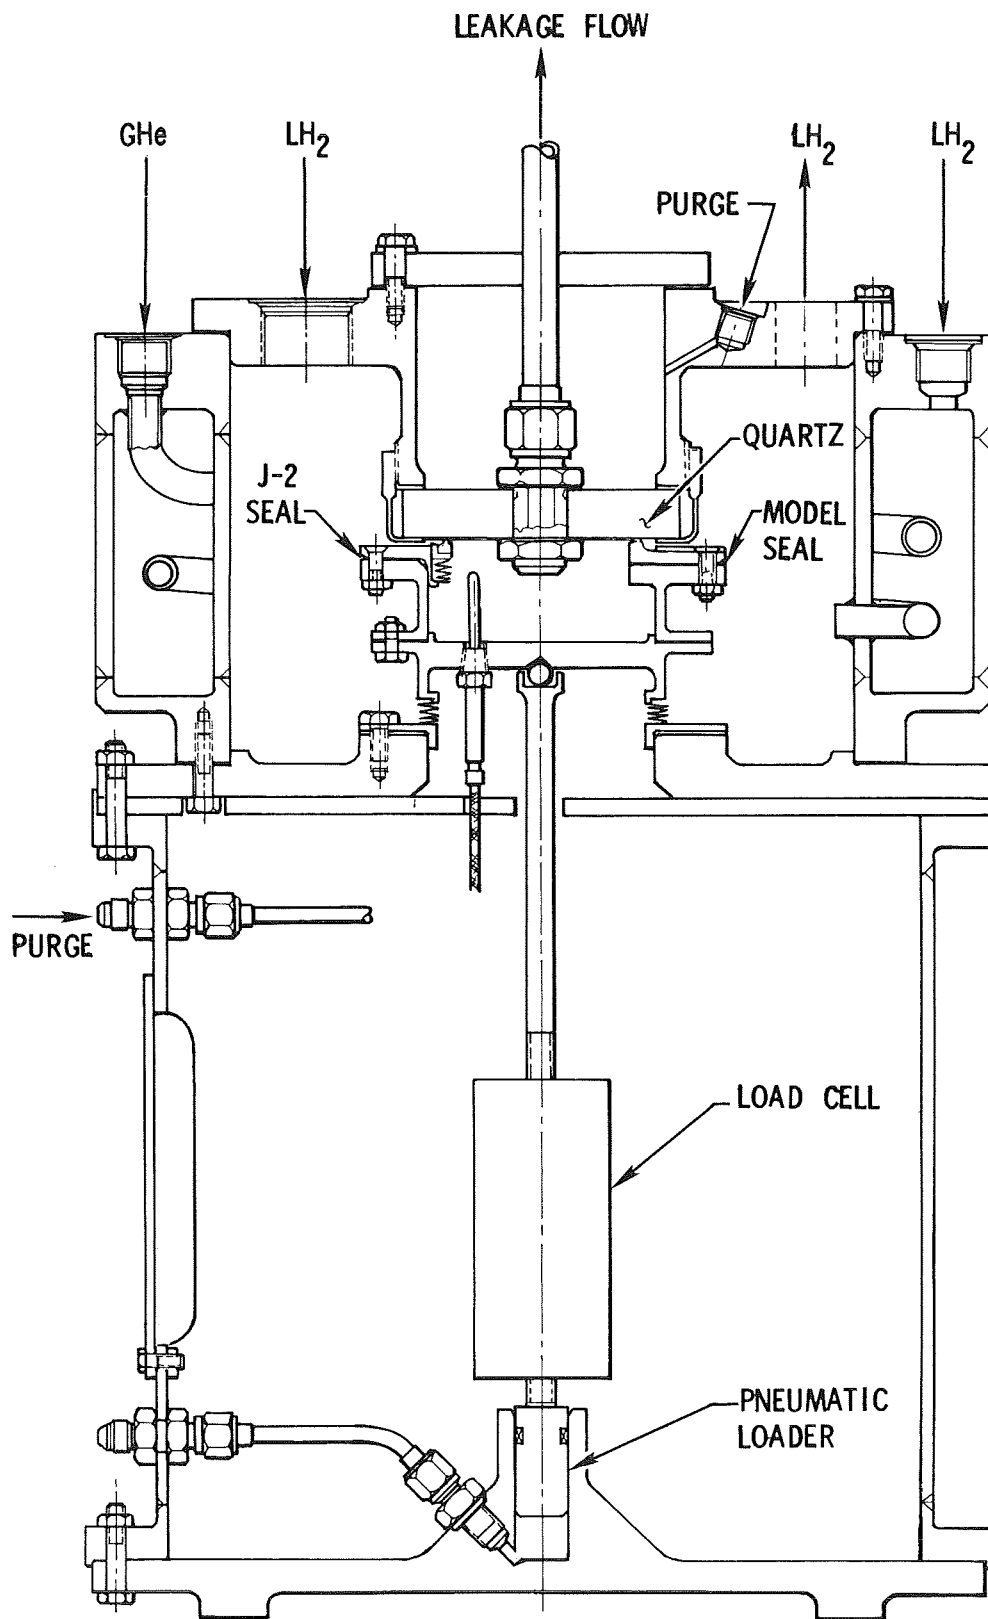 LEAKAGE FLOW
GHe
LH2
LH2
LH2
PURGE
QUARTZ
J-2
SEAL
MODEL
SEAL
PURGE
LOAD CELL
PNEUMATIC
LOADER